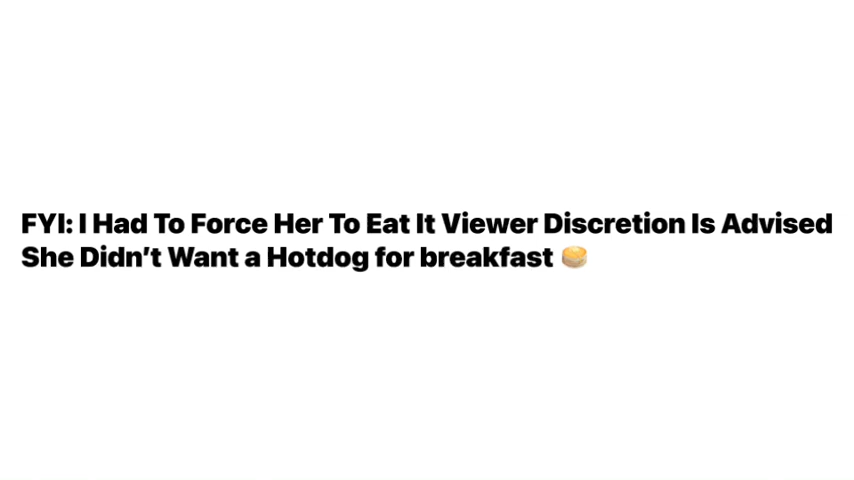 FYI: I Had To Force Her To Eat It Viewer Discretion Is Advised
She Didn’t Want a Hotdog for breakfast 🥞